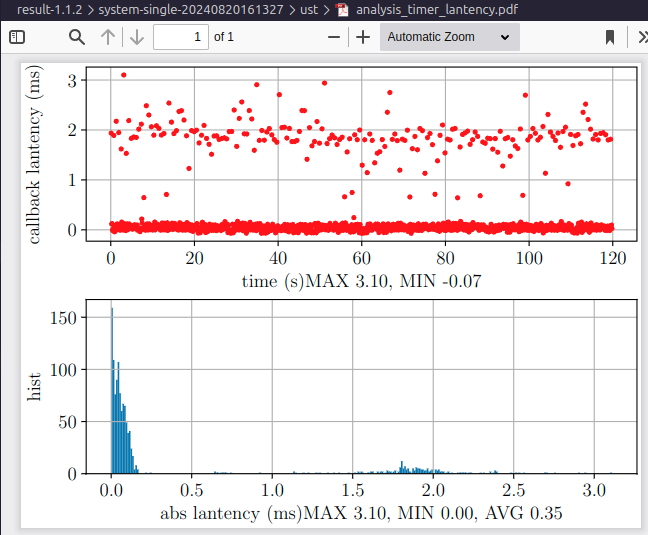 result-1.1.2 > system-single-20240820161327 > ust > analysis_timer_lantency.pdf
1 of 1 Automatic Zoom
callback lantency (ms)
3
2
1
0
0 20 40 60 80 100 120
time (s)MAX 3.10, MIN -0.07
hist
150
100
50
0
0.0 0.5 1.0 1.5 2.0 2.5 3.0
abs lantency (ms)MAX 3.10, MIN 0.00, AVG 0.35